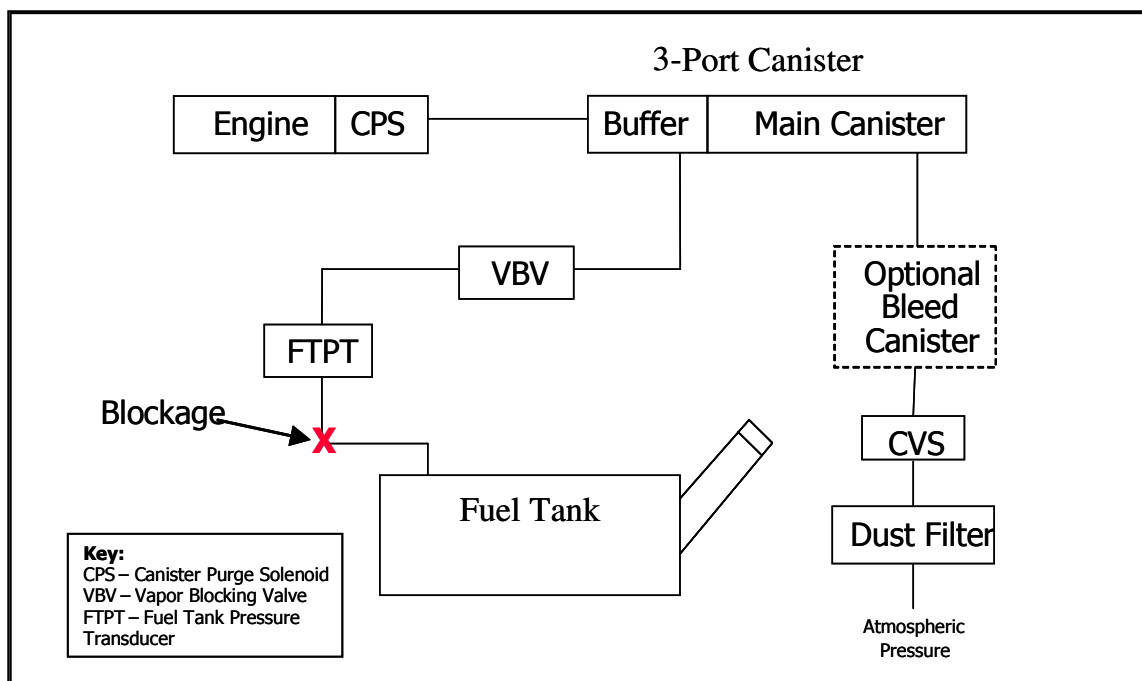 3-Port Canister
Engine
CPS
Buffer
Main Canister
VBV
Optional
Bleed
Canister
FTPT
Blockage
X
CVS
Fuel Tank
Dust Filter
Key:
CPS – Canister Purge Solenoid
VBV – Vapor Blocking Valve
FTPT – Fuel Tank Pressure
Transducer
Atmospheric
Pressure